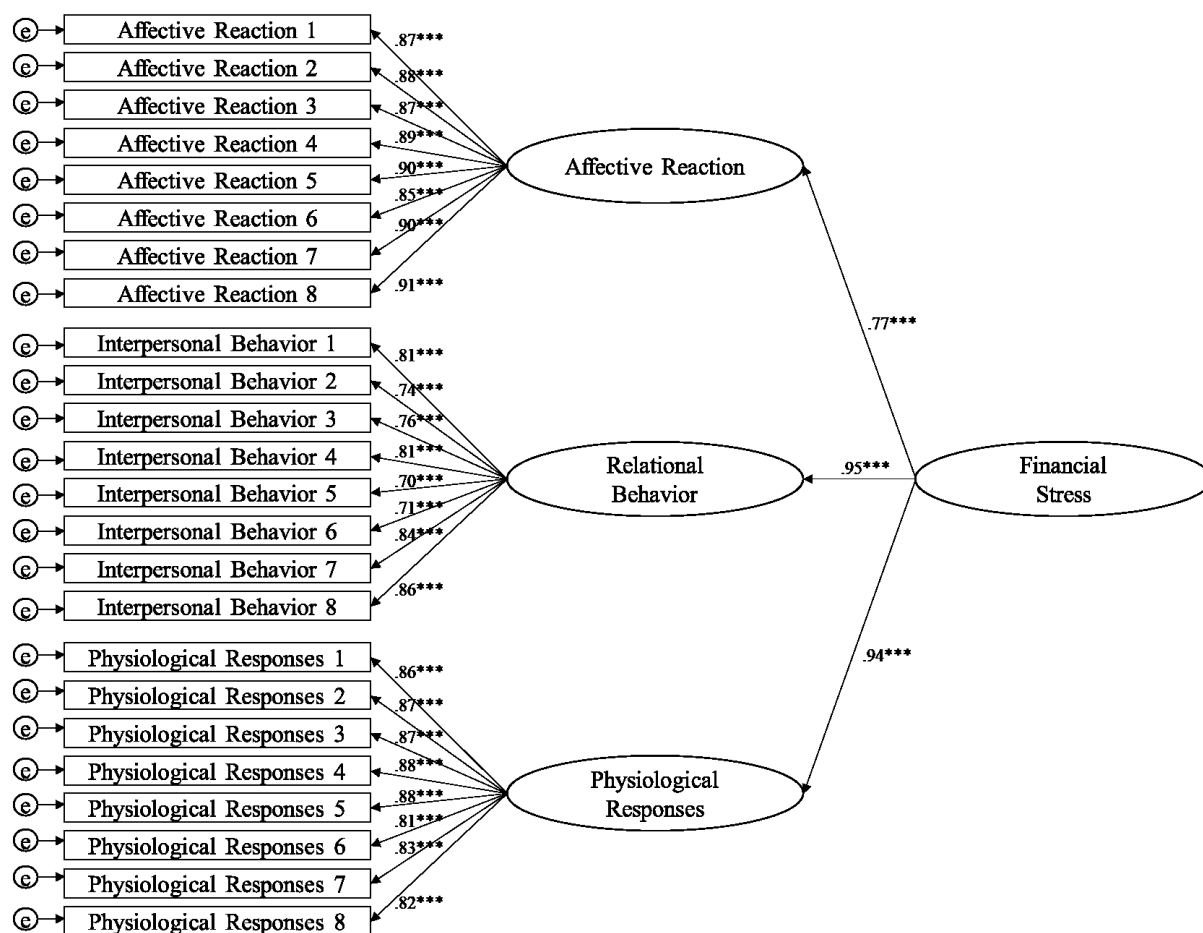 e Affective Reaction 1 .87***
e Affective Reaction 2 .88***
e Affective Reaction 3 .87***
e Affective Reaction 4 .89***
e Affective Reaction 5 .90***
e Affective Reaction 6 .85***
e Affective Reaction 7 .90***
e Affective Reaction 8 .91***
Affective Reaction
.77***
e Interpersonal Behavior 1 .81***
e Interpersonal Behavior 2 .74***
e Interpersonal Behavior 3 .76***
e Interpersonal Behavior 4 .81***
e Interpersonal Behavior 5 .70***
e Interpersonal Behavior 6 .71***
e Interpersonal Behavior 7 .84***
e Interpersonal Behavior 8 .86***
Relational
Behavior
.95***
Financial
Stress
e Physiological Responses 1 .86***
e Physiological Responses 2 .87***
e Physiological Responses 3 .87***
e Physiological Responses 4 .88***
e Physiological Responses 5 .88***
e Physiological Responses 6 .81***
e Physiological Responses 7 .83***
e Physiological Responses 8 .82***
Physiological
Responses
.94***